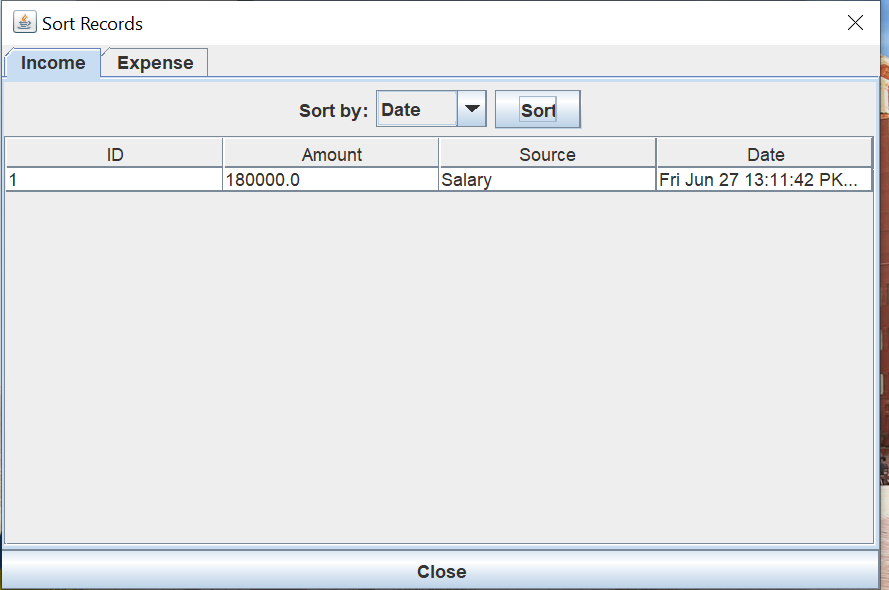 Sort Records
Income Expense
Sort by: Date Sort
ID Amount Source Date
1 180000.0 Salary Fri Jun 27 13:11:42 PK...
Close